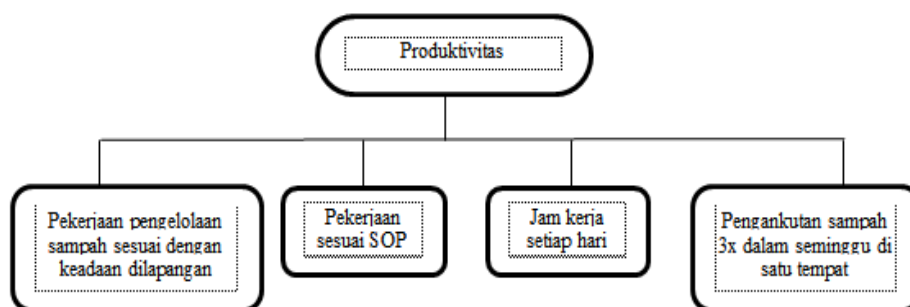 Produktivitas
Pekerjaan pengelolaan
sampah sesuai dengan
keadaan dilapangan
Pekerjaan
sesuai SOP
Jam kerja
setiap hari
Pengankutan sampah
3x dalam seminggu di
satu tempat